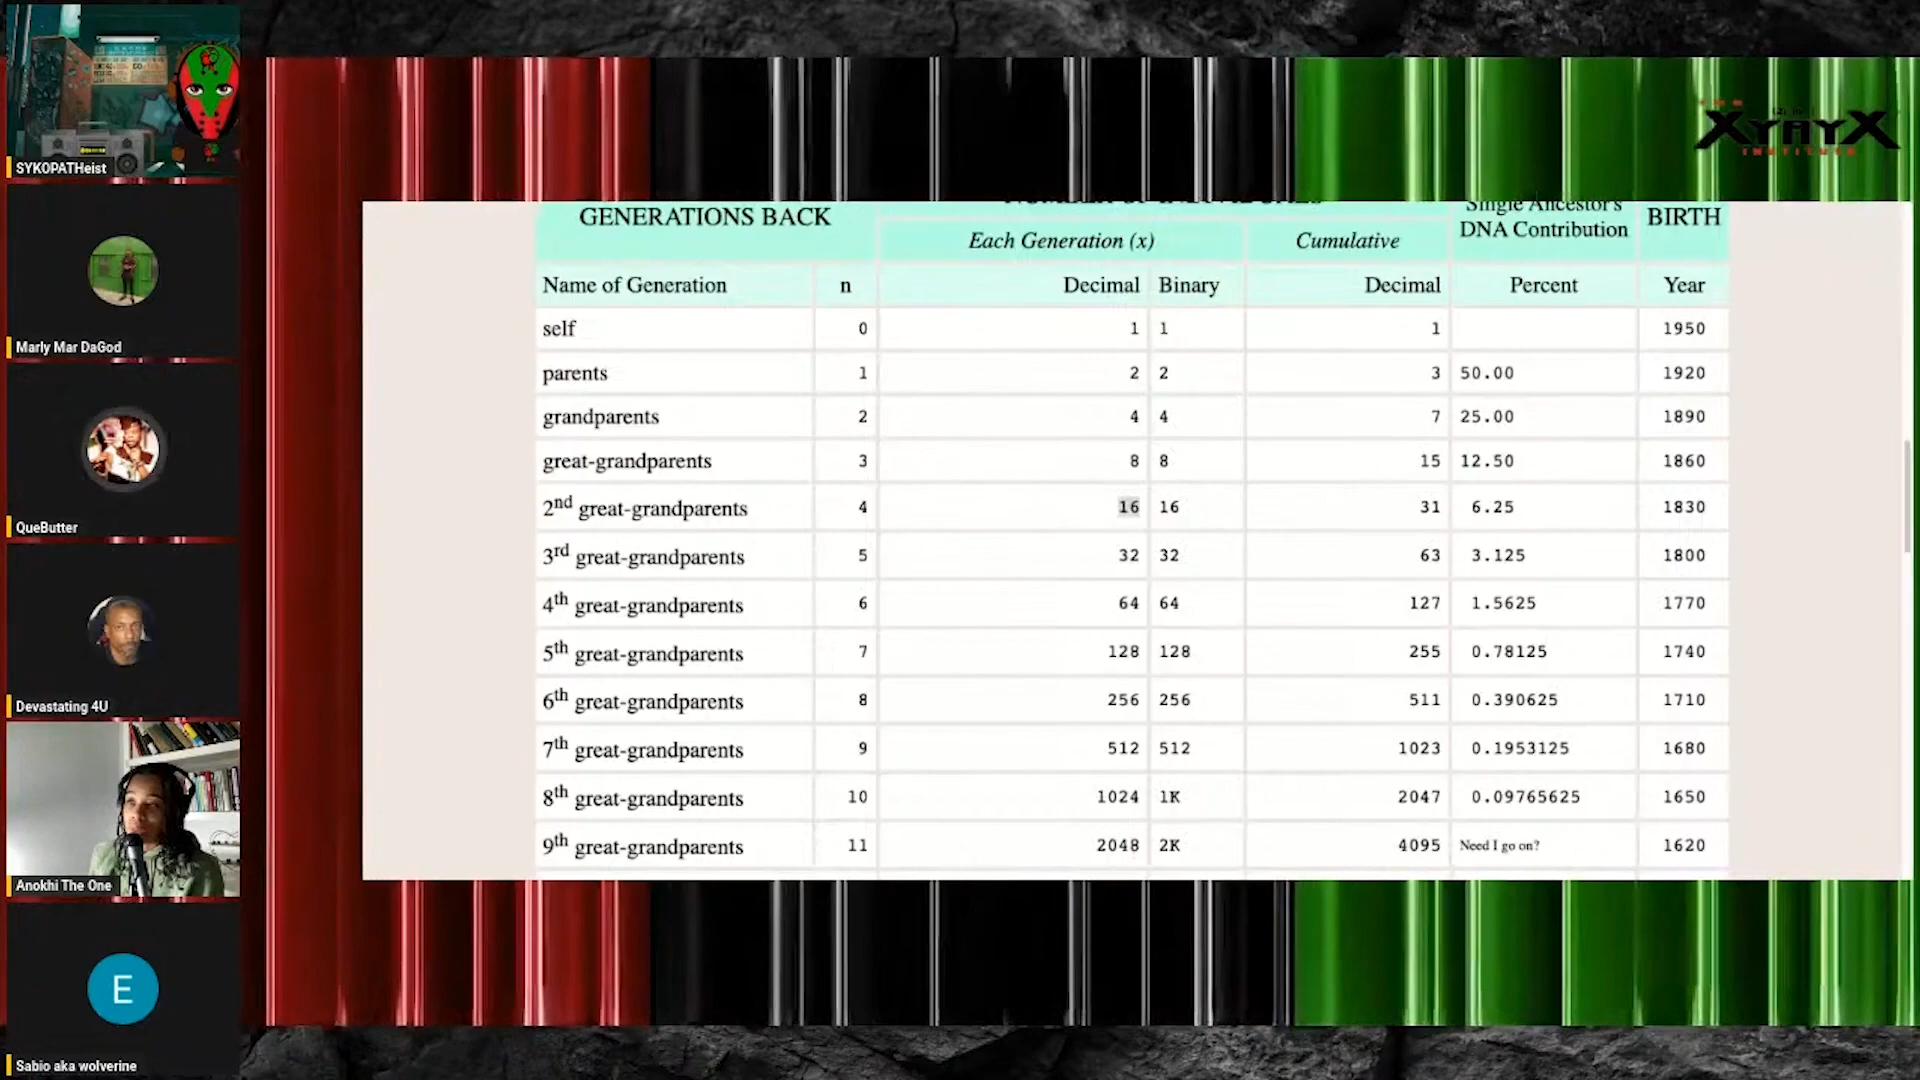 SYKOPATHeist
Marly Mar DaGod
QueButter
Devastating 4U
Anokhi The One
E
Sabio aka wolverine
XYAYX
INSTITUTE
GENERATIONS BACK
Each Generation (x)
Cumulative
Single Ancestor's
DNA Contribution
BIRTH
Name of Generation n Decimal Binary Decimal Percent Year
self 0 1 1 1 1950
parents 1 2 2 3 50.00 1920
grandparents 2 4 4 7 25.00 1890
great-grandparents 3 8 8 15 12.50 1860
2nd great-grandparents 4 16 16 31 6.25 1830
3rd great-grandparents 5 32 32 63 3.125 1800
4th great-grandparents 6 64 64 127 1.5625 1770
5th great-grandparents 7 128 128 255 0.78125 1740
6th great-grandparents 8 256 256 511 0.390625 1710
7th great-grandparents 9 512 512 1023 0.1953125 1680
8th great-grandparents 10 1024 1K 2047 0.09765625 1650
9th great-grandparents 11 2048 2K 4095 Need I go on? 1620